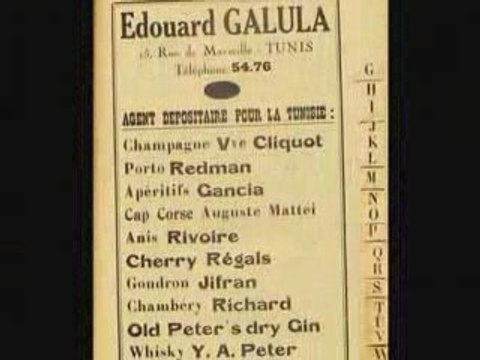 Edouard GALULA
15, Rue de Marseille - TUNIS
Téléphone 54.76
AGENT DEPOSITAIRE POUR LA TUNISIE :
Champagne Vve Cliquot
Porto Redman
Apéritifs Gancia
Cap Corse Auguste Mattei
Anis Rivoire
Cherry Régals
Goudron Jifran
Chambéry Richard
Old Peter's dry Gin
Whisky Y. A. Peter
G
H
I
J
K
L
M
N
O
P
Q
R
S
T
U
V
W